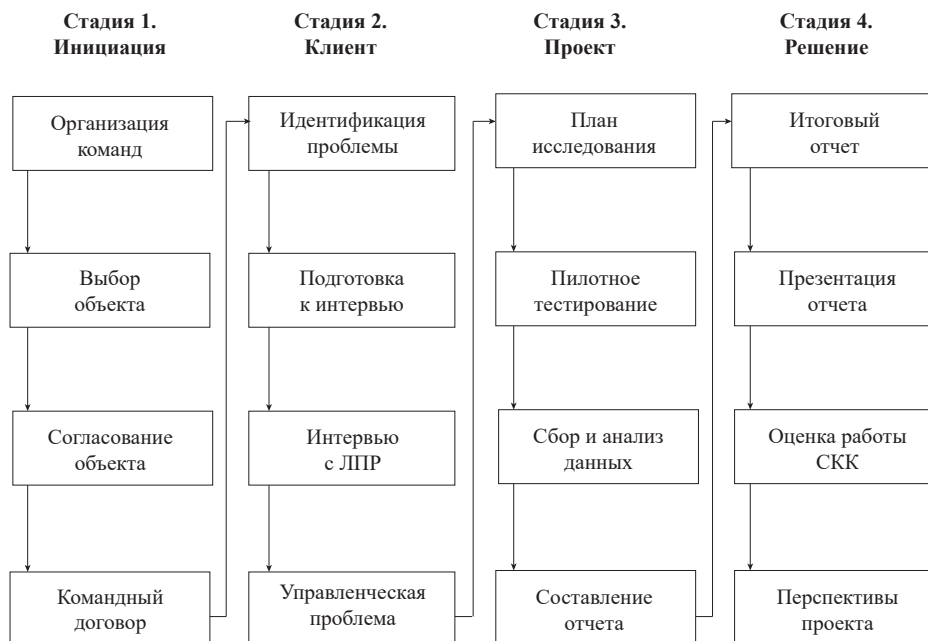 Стадия 1.
Инициация
Организация
команд
Выбор
объекта
Согласование
объекта
Командный
договор
Стадия 2.
Клиент
Идентификация
проблемы
Подготовка
к интервью
Интервью
с ЛПР
Управленческая
проблема
Стадия 3.
Проект
План
исследования
Пилотное
тестирование
Сбор и анализ
данных
Составление
отчета
Стадия 4.
Решение
Итоговый
отчет
Презентация
отчета
Оценка работы
СКК
Перспективы
проекта